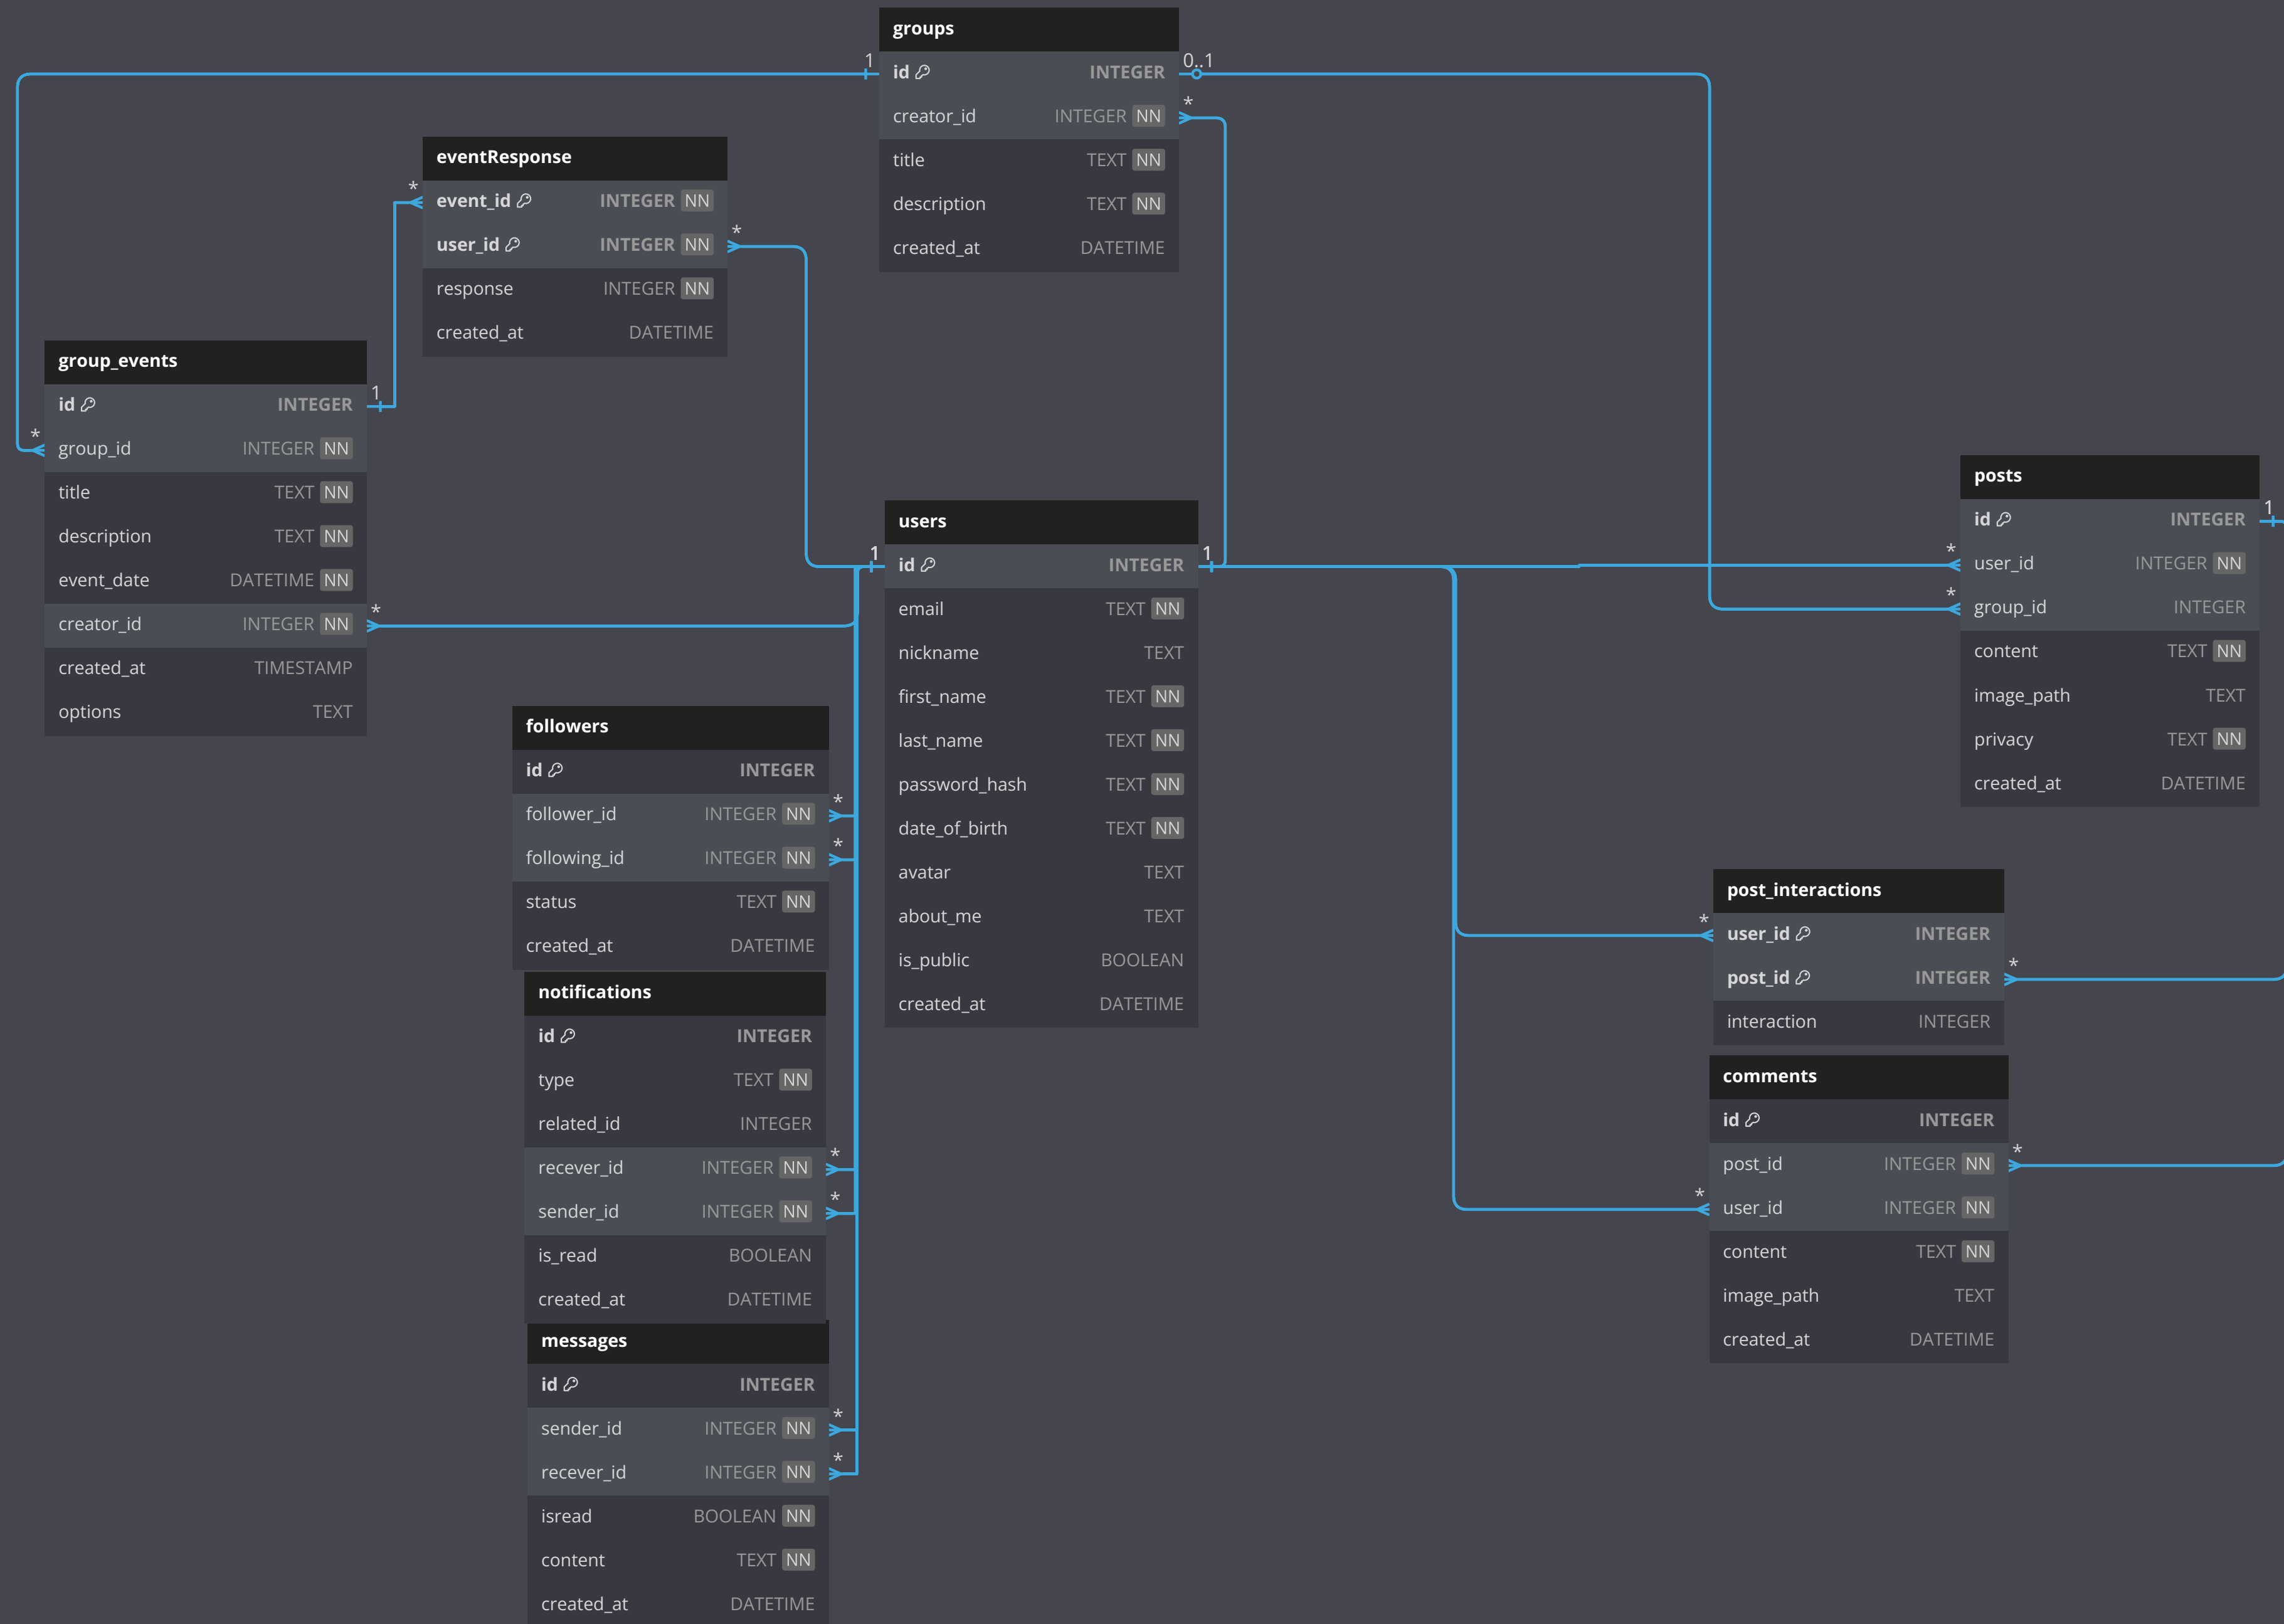 groups
1
id INTEGER 0..1
creator_id INTEGER NN *
title TEXT NN
description TEXT NN
created_at DATETIME
eventResponse
* event_id INTEGER NN
user_id INTEGER NN *
response INTEGER NN
created_at DATETIME
group_events
id INTEGER 1
* group_id INTEGER NN
title TEXT NN
description TEXT NN
event_date DATETIME NN
creator_id INTEGER NN *
created_at TIMESTAMP
options TEXT
users
1 id INTEGER 1
email TEXT NN
nickname TEXT
first_name TEXT NN
last_name TEXT NN
password_hash TEXT NN
date_of_birth TEXT NN
avatar TEXT
about_me TEXT
is_public BOOLEAN
created_at DATETIME
posts
id INTEGER 1
* user_id INTEGER NN
* group_id INTEGER
content TEXT NN
image_path TEXT
privacy TEXT NN
created_at DATETIME
followers
id INTEGER
follower_id INTEGER NN *
following_id INTEGER NN *
status TEXT NN
created_at DATETIME
notifications
id INTEGER
type TEXT NN
related_id INTEGER
recever_id INTEGER NN *
sender_id INTEGER NN *
is_read BOOLEAN
created_at DATETIME
messages
id INTEGER
sender_id INTEGER NN *
recever_id INTEGER NN *
isread BOOLEAN NN
content TEXT NN
created_at DATETIME
post_interactions
* user_id INTEGER
post_id INTEGER *
interaction INTEGER
comments
id INTEGER
post_id INTEGER NN *
* user_id INTEGER NN
content TEXT NN
image_path TEXT
created_at DATETIME